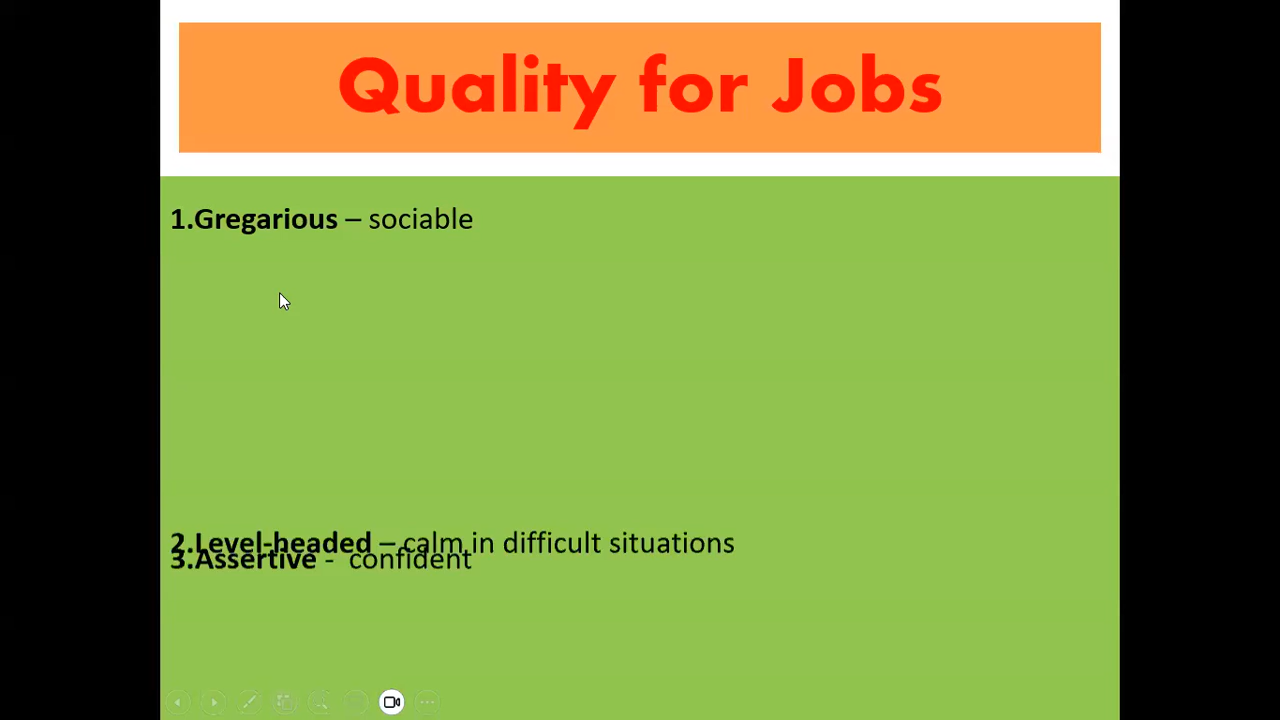 Quality for Jobs
1.Gregarious – sociable
2.Level-headed – calm in difficult situations
3.Assertive - confident